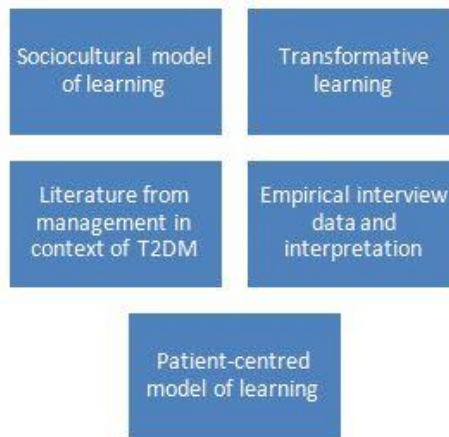 Sociocultural model
of learning
Transformative
learning
Literature from
management in
context of T2DM
Empirical interview
data and
interpretation
Patient-centred
model of learning